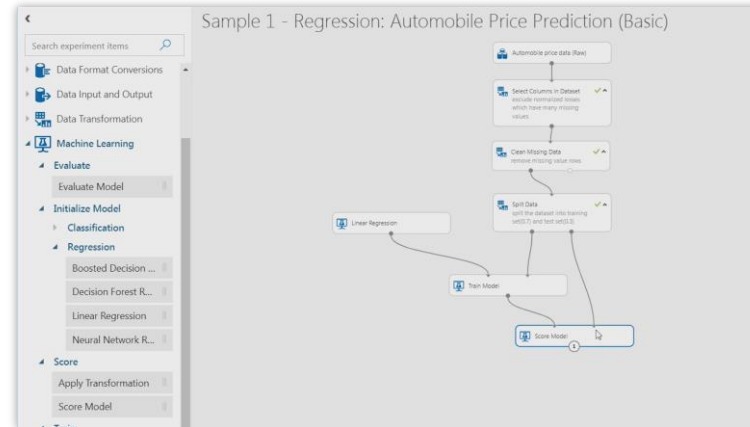 Sample 1 - Regression: Automobile Price Prediction (Basic)
Search experiment items
Data Format Conversions
Data Input and Output
Data Transformation
Machine Learning
Evaluate
Evaluate Model
Initialize Model
Classification
Regression
Boosted Decision ...
Decision Forest R...
Linear Regression
Neural Network R...
Score
Apply Transformation
Score Model
Automobile price data (Raw)
Select Columns in Dataset
exclude normalized losses
which have many missing
values
Clean Missing Data
remove missing value rows
Split Data
split the dataset into training
set(0.7) and test set(0.3)
Linear Regression
Train Model
Score Model
1